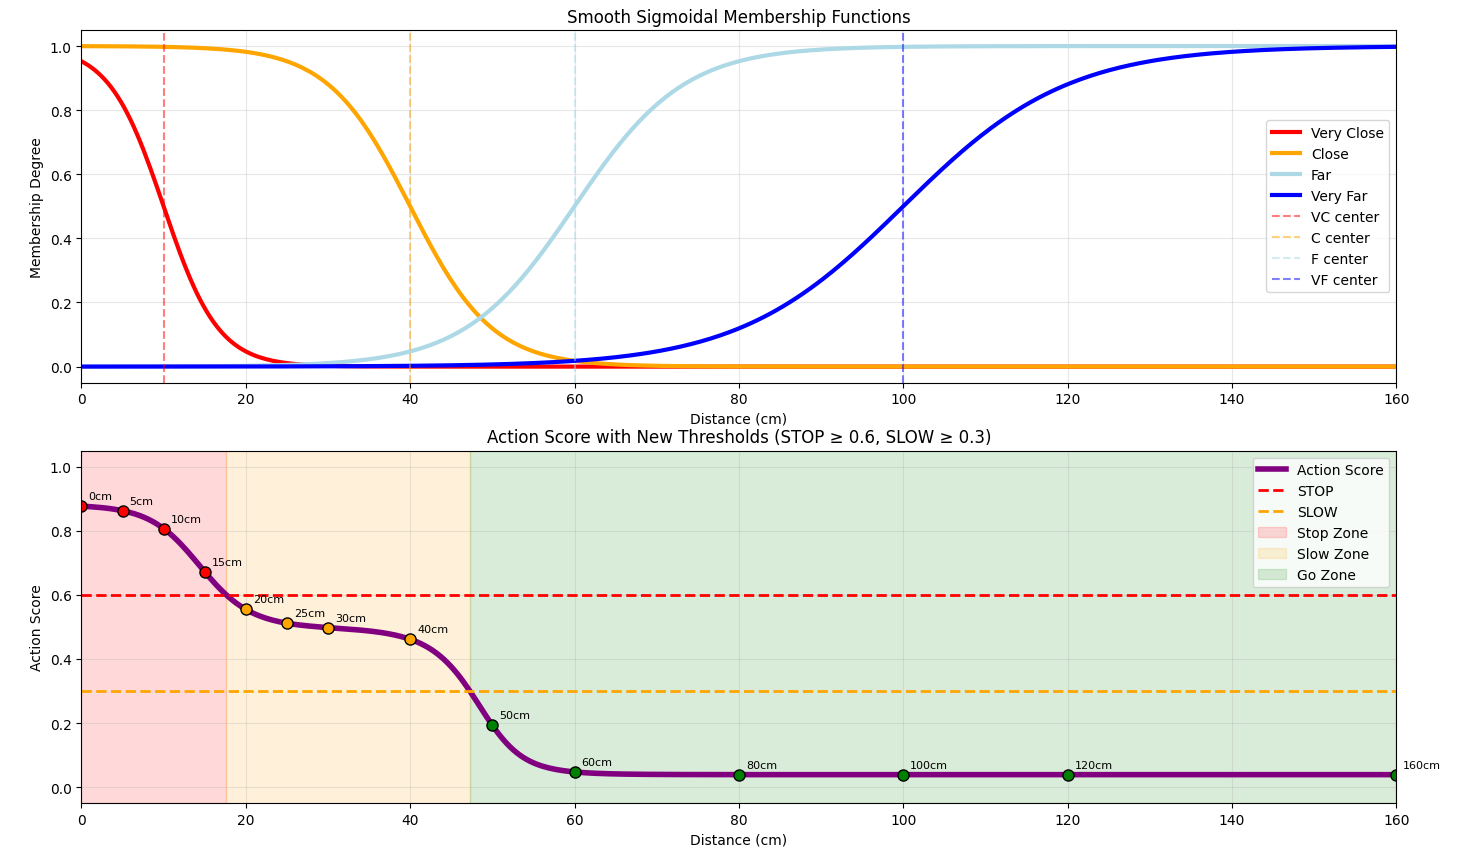 Smooth Sigmoidal Membership Functions
1.0
0.8
0.6
0.4
0.2
0.0
Membership Degree
Very Close
Close
Far
Very Far
VC center
C center
F center
VF center
0 20 40 60 80 100 120 140 160
Distance (cm)
Action Score with New Thresholds (STOP ≥ 0.6, SLOW ≥ 0.3)
1.0
0.8
0.6
0.4
0.2
0.0
Action Score
Action Score
STOP
SLOW
Stop Zone
Slow Zone
Go Zone
0cm
5cm
10cm
15cm
20cm
25cm
30cm
40cm
50cm
60cm
80cm
100cm
120cm
160cm
0 20 40 60 80 100 120 140 160
Distance (cm)